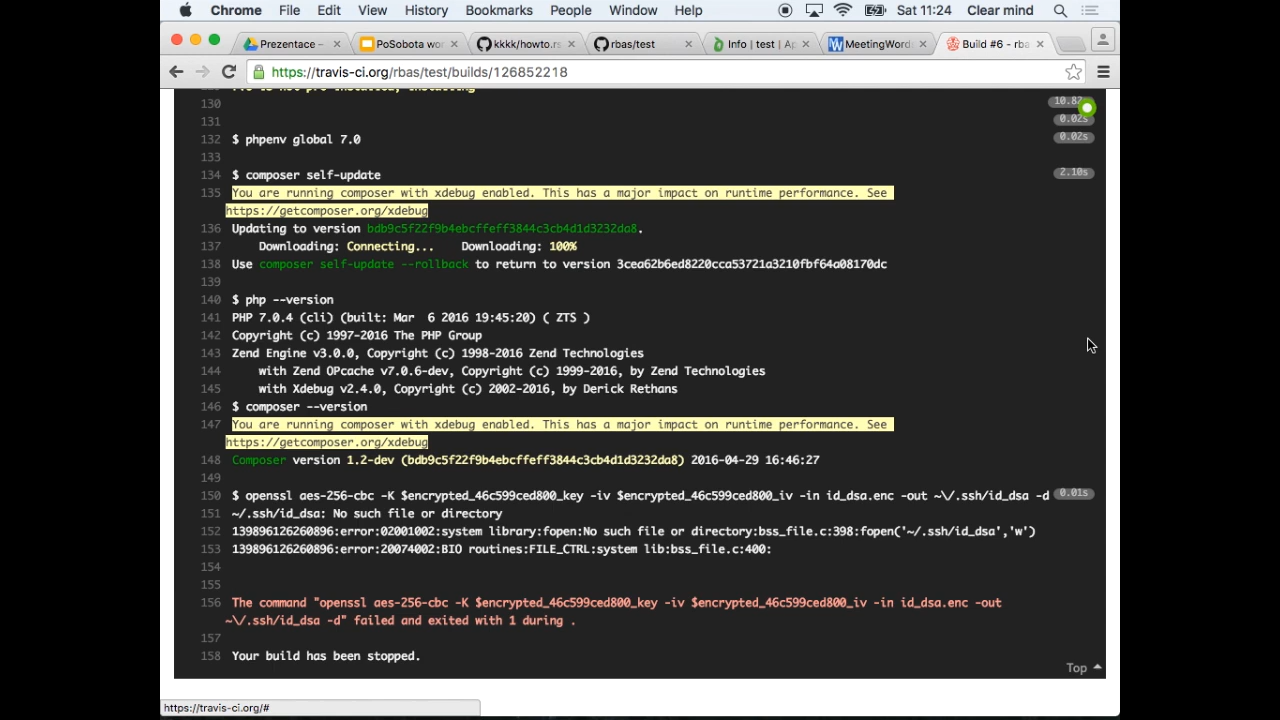 Chrome File Edit View History Bookmarks People Window Help Sat 11:24 Clear mind
Prezentace – PoSobota wo kkkk/howto.rs rbas/test Info | test | Ap MeetingWord Build #6 - rba
https://travis-ci.org/rbas/test/builds/126852218
130
131 0.02s
132 $ phpenv global 7.0 0.02s
133
134 $ composer self-update 2.10s
135 You are running composer with xdebug enabled. This has a major impact on runtime performance. See
https://getcomposer.org/xdebug
136 Updating to version bdb9c5f22f9b4ebcffeff3844c3cb4d1d3232da8.
137 Downloading: Connecting... Downloading: 100%
138 Use composer self-update --rollback to return to version 3cea62b6ed8220cca53721a3210fbf64a08170dc
139
140 $ php --version
141 PHP 7.0.4 (cli) (built: Mar 6 2016 19:45:20) ( ZTS )
142 Copyright (c) 1997-2016 The PHP Group
143 Zend Engine v3.0.0, Copyright (c) 1998-2016 Zend Technologies
144 with Zend OPcache v7.0.6-dev, Copyright (c) 1999-2016, by Zend Technologies
145 with Xdebug v2.4.0, Copyright (c) 2002-2016, by Derick Rethans
146 $ composer --version
147 You are running composer with xdebug enabled. This has a major impact on runtime performance. See
https://getcomposer.org/xdebug
148 Composer version 1.2-dev (bdb9c5f22f9b4ebcffeff3844c3cb4d1d3232da8) 2016-04-29 16:46:27
149
150 $ openssl aes-256-cbc -K $encrypted_46c599ced800_key -iv $encrypted_46c599ced800_iv -in id_dsa.enc -out ~\/.ssh/id_dsa -d 0.01s
151 ~/.ssh/id_dsa: No such file or directory
152 139896126260896:error:02001002:system library:fopen:No such file or directory:bss_file.c:398:fopen('~/.ssh/id_dsa','w')
153 139896126260896:error:20074002:BIO routines:FILE_CTRL:system lib:bss_file.c:400:
154
155
156 The command "openssl aes-256-cbc -K $encrypted_46c599ced800_key -iv $encrypted_46c599ced800_iv -in id_dsa.enc -out
~\/.ssh/id_dsa -d" failed and exited with 1 during .
157
158 Your build has been stopped.
Top
https://travis-ci.org/#